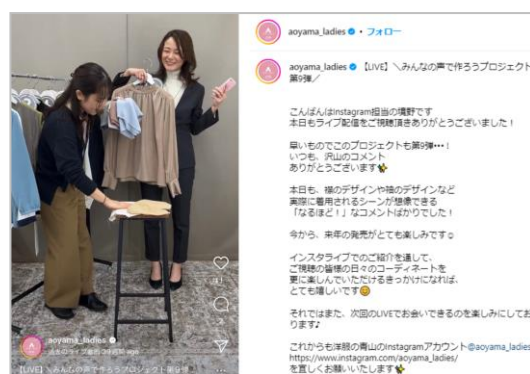 aoyama_ladies
過去のライブ動画
【LIVE】＼みんなの声で作ろうプロジェクト第9弾／
aoyama_ladies • フォロー
aoyama_ladies 【LIVE】＼みんなの声で作ろうプロジェクト
第9弾／
こんばんはInstagram担当の境野です
本日もライブ配信をご視聴頂きありがとうございました！
早いものでこのプロジェクトも第9弾・・・！
いつも、沢山のコメント
ありがとうございます
本日も、襟のデザインや袖のデザインなど
実際に着用されるシーンが想像できる
「なるほど！」なコメントばかりでした！
今から、来年の発売がとても楽しみです☺
インスタライブでのご紹介を通して、
ご視聴の皆様の日々のコーディネートを
更に楽しんでいただけるきっかけになれば、
とても嬉しいです😊
それではまた、次回のLIVEでお会いできるのを楽しみにしてお
ります♪
これからも洋服の青山のInstagramアカウント@aoyama_ladies
https://www.instagram.com/aoyama_ladies/
を宜しくお願いいたします